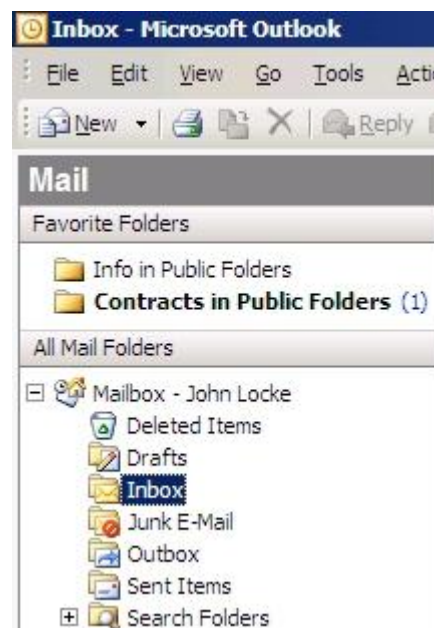 Inbox - Microsoft Outlook
File Edit View Go Tools
New Reply
Mail
Favorite Folders
Info in Public Folders
Contracts in Public Folders (1)
All Mail Folders
Mailbox - John Locke
Deleted Items
Drafts
Inbox
Junk E-Mail
Outbox
Sent Items
Search Folders